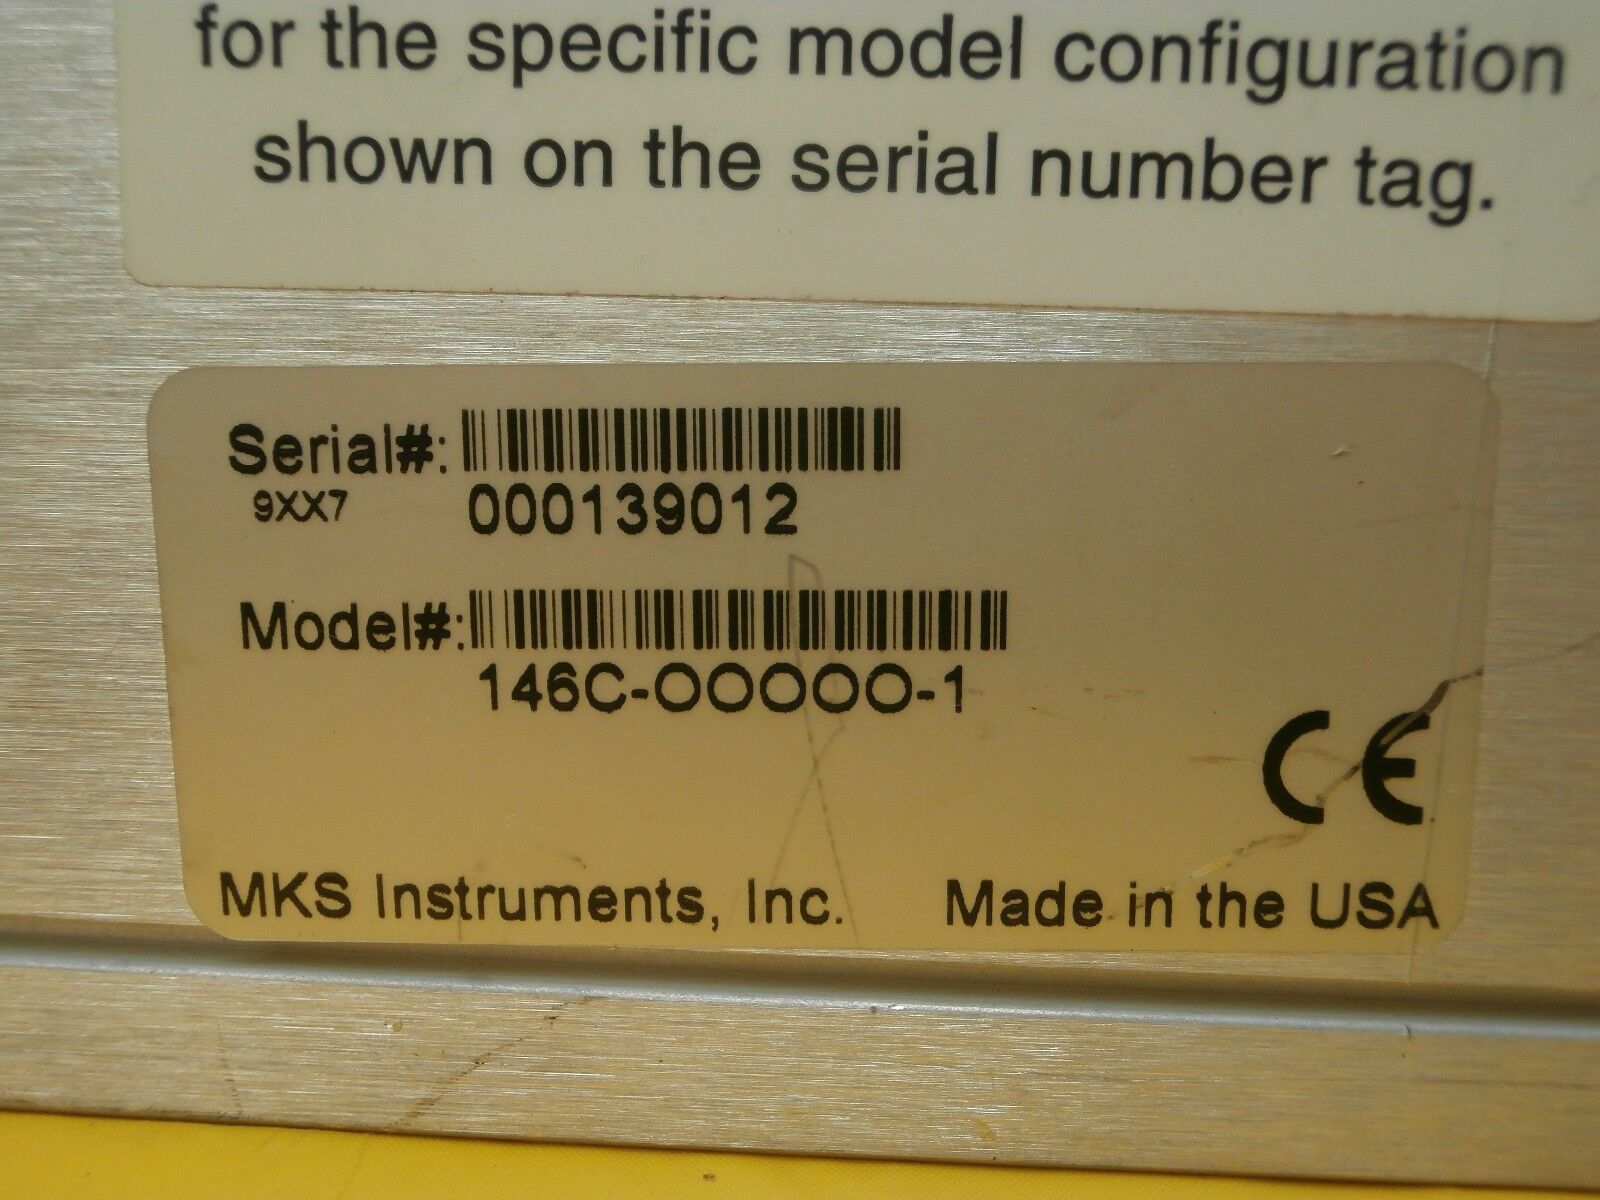 for the specific model configuration
shown on the serial number tag.
Serial#:
9XX7 000139012
Model#:
146C-OOOOO-1
CE
MKS Instruments, Inc. Made in the USA